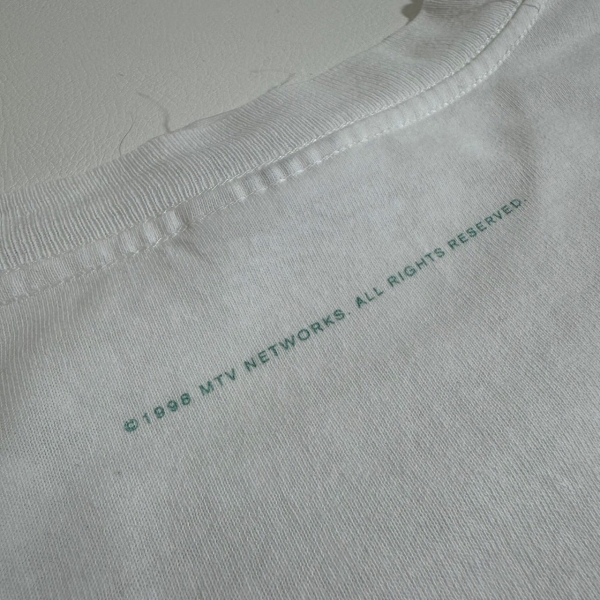 ©1998 MTV NETWORKS. ALL RIGHTS RESERVED.